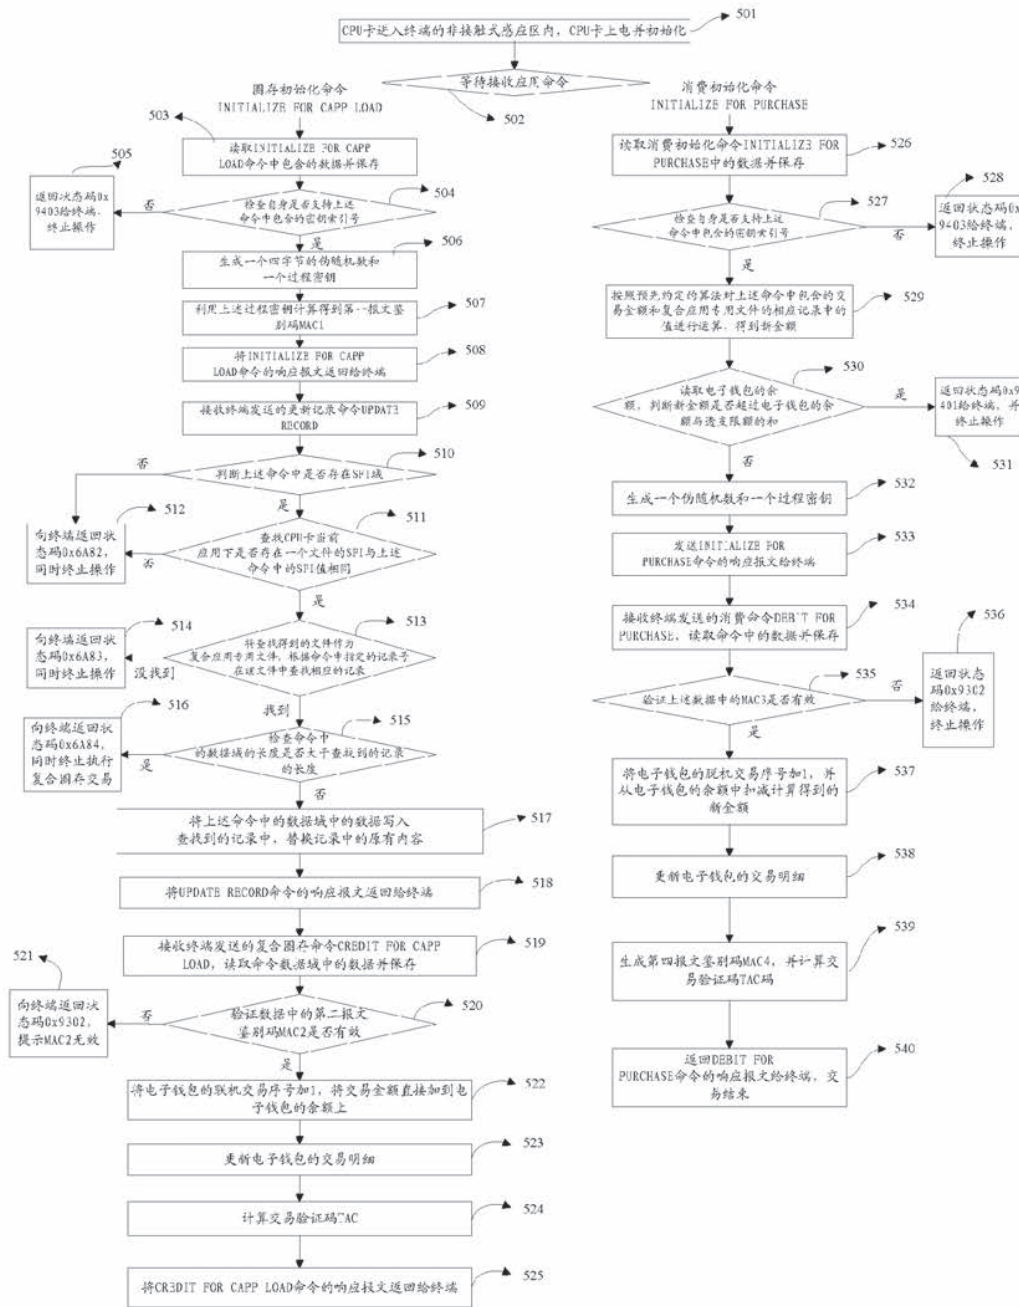 501
CPU卡进入终端的非接触式感应区内，CPU卡上电并初始化
等待接收应用命令
502
圈存初始化命令
INITIALIZE FOR CAPP LOAD
503
读取INITIALIZE FOR CAPP
LOAD命令中包含的数据并保存
505
返回状态码0x
9403给终端，
终止操作
504
检查自身是否支持上述
命令中包含的密钥索引号
否
是
506
生成一个四字节的伪随机数和
一个过程密钥
507
利用上述过程密钥计算得到第一报文鉴
别码MAC1
508
将INITIALIZE FOR CAPP
LOAD命令的响应报文返回给终端
509
接收终端发送的更新记录命令UPDATE
RECORD
510
判断上述命令中是否存在SFI域
否
是
512
向终端返回状
态码0x6A82，
同时终止操作
511
查找CPU卡当前
应用下是否存在一个文件的SFI与上述
命令中的SFI值相同
否
是
514
向终端返回状
态码0x6A83，
同时终止操作
513
将查找得到的文件作为
复合应用专用文件，根据命令中指定的记录号
在该文件中查找相应的记录
没找到
找到
516
向终端返回状
态码0x6A84，
同时终止执行
复合圈存交易
515
检查命令中
的数据域的长度是否大于查找到的记录
的长度
是
否
517
将上述命令中的数据域中的数据写入
查找到的记录中，替换记录中的原有内容
518
将UPDATE RECORD命令的响应报文返回给终端
519
接收终端发送的复合圈存命令CREDIT FOR CAPP
LOAD，读取命令数据域中的数据并保存
521
向终端返回状
态码0x9302，
提示MAC2无效
520
验证数据中的第二报文
鉴别码MAC2是否有效
否
是
522
将电子钱包的联机交易序号加1，将交易金额直接加到电
子钱包的余额上
523
更新电子钱包的交易明细
524
计算交易验证码TAC
525
将CREDIT FOR CAPP LOAD命令的响应报文返回给终端
消费初始化命令
INITIALIZE FOR PURCHASE
526
读取消费初始化命令INITIALIZE FOR
PURCHASE中的数据并保存
527
检查自身是否支持上述
命令中包含的密钥索引号
528
返回状态码0x
9403给终端，
终止操作
否
是
529
按照预先约定的算法对上述命令中包含的交
易金额和复合应用专用文件的相应记录中的
值进行运算，得到新金额
530
读取电子钱包的余
额，判断新金额是否超过电子钱包的余
额与透支限额的和
是
返回状态码0x9
401给终端，并
终止操作
531
否
532
生成一个伪随机数和一个过程密钥
533
发送INITIALIZE FOR
PURCHASE命令的响应报文给终端
534
接收终端发送的消费命令DEBIT FOR
PURCHASE，读取命令中的数据并保存
536
返回状态
码0x9302
给终端，
终止操作
535
验证上述数据中的MAC3是否有效
否
是
537
将电子钱包的脱机交易序号加1，并
从电子钱包的余额中扣减计算得到的
新金额
538
更新电子钱包的交易明细
539
生成第四报文鉴别码MAC4，并计算交
易验证码TAC码
540
返回DEBIT FOR
PURCHASE命令的响应报文给终端，交
易结束